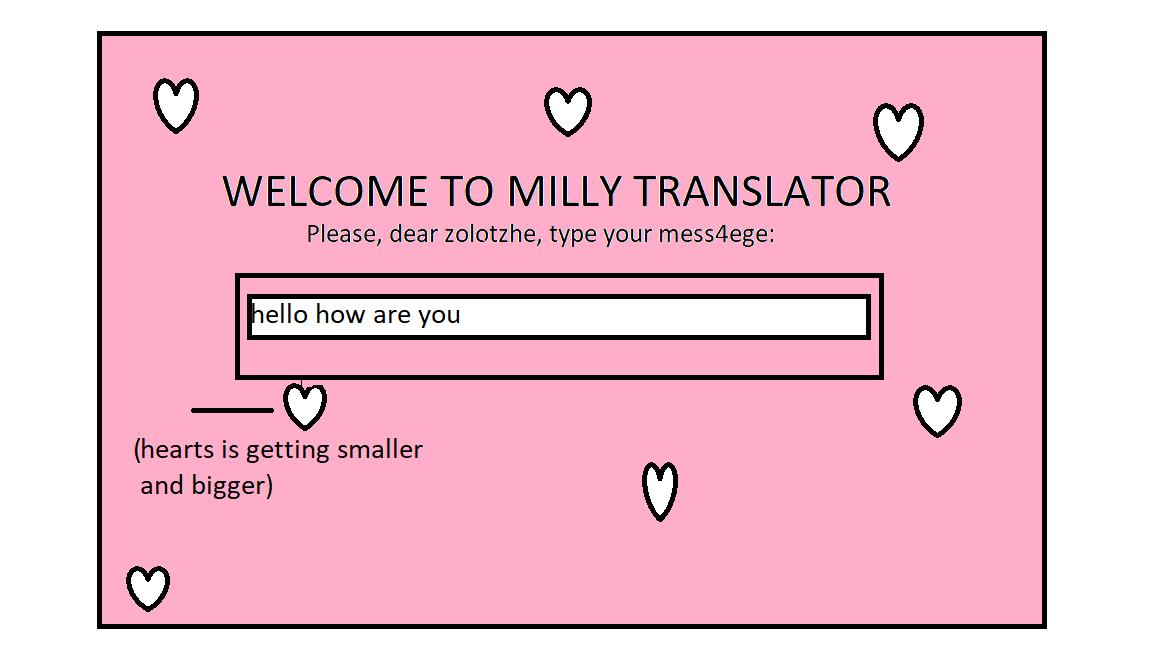 WELCOME TO MILLY TRANSLATOR
Please, dear zolotzhe, type your mess4ege:
hello how are you
(hearts is getting smaller
and bigger)